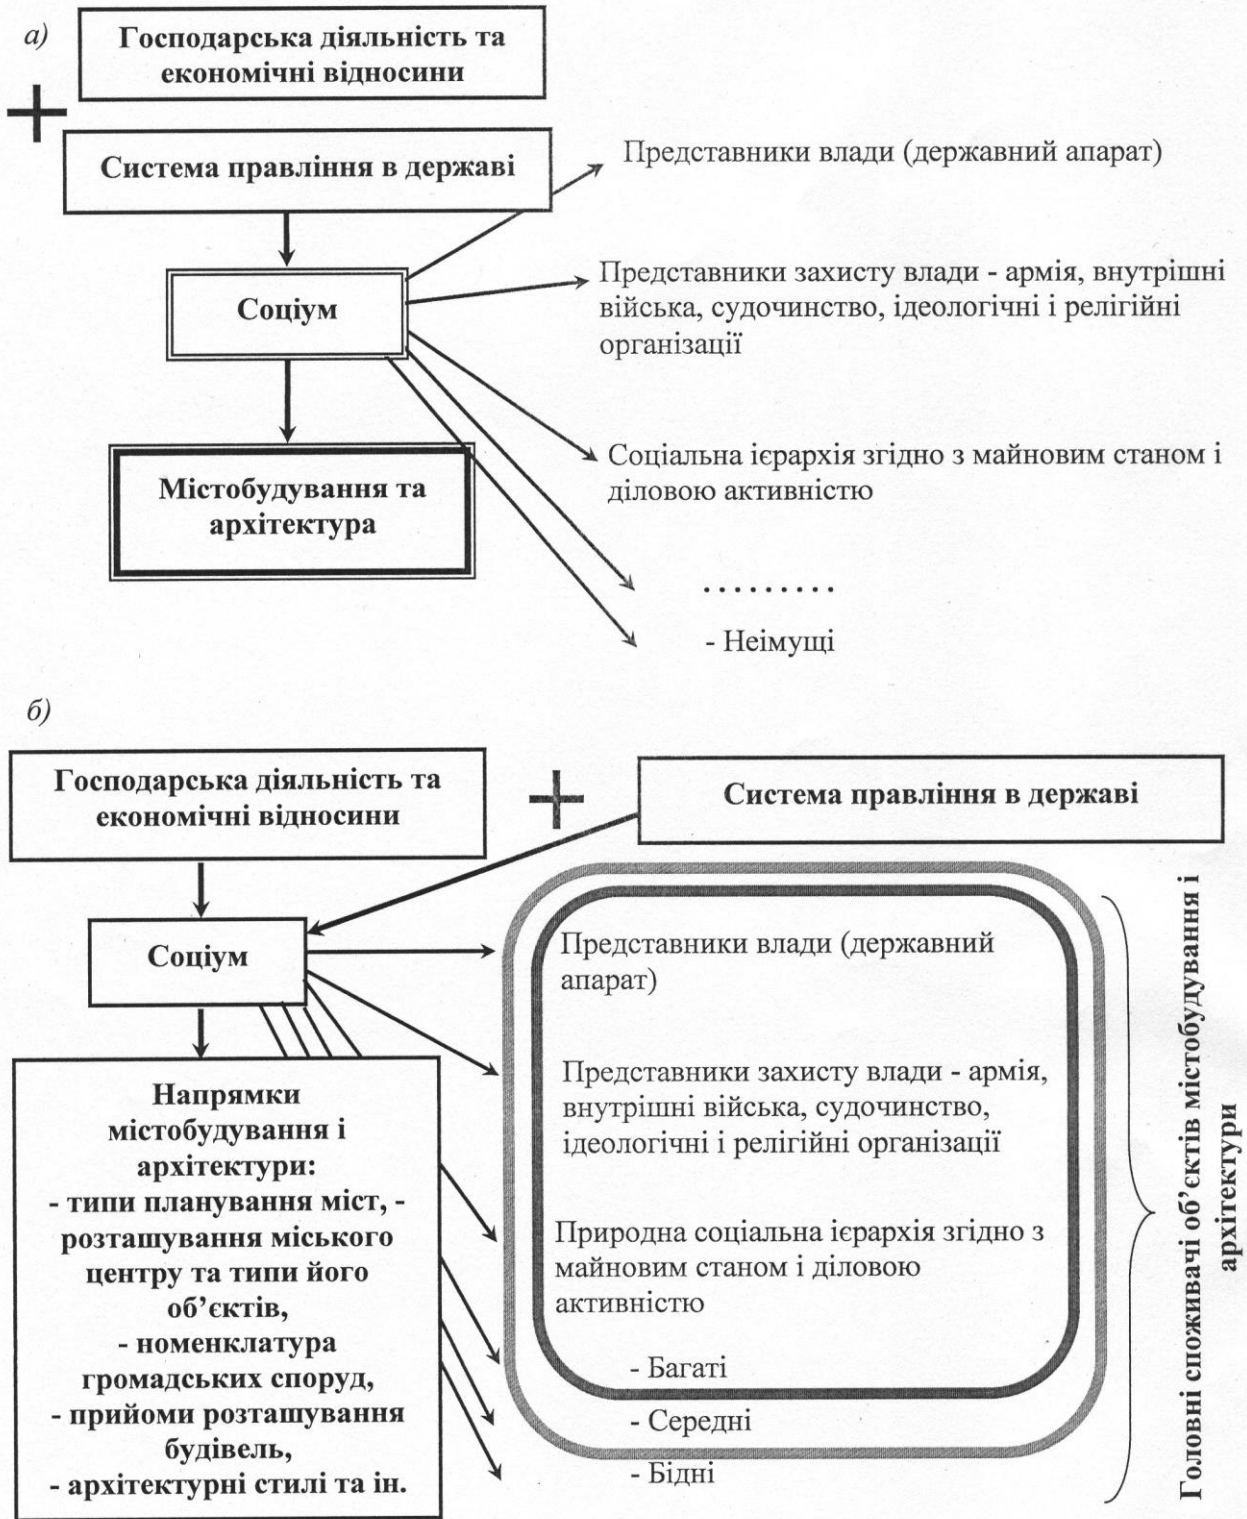 а)
Господарська діяльність та
економічні відносини
+
Система правління в державі
Представники влади (державний апарат)
Соціум
Представники захисту влади - армія, внутрішні
війська, судочинство, ідеологічні і релігійні
організації
Соціальна ієрархія згідно з майновим станом і
діловою активністю
Містобудування та
архітектура
.........
- Неімущі
б)
Господарська діяльність та
економічні відносини
+
Система правління в державі
Соціум
Представники влади (державний
апарат)
Представники захисту влади - армія,
внутрішні війська, судочинство,
ідеологічні і релігійні організації
Природна соціальна ієрархія згідно з
майновим станом і діловою
активністю
- Багаті
- Середні
- Бідні
Напрямки
містобудування і
архітектури:
- типи планування міст, -
розташування міського
центру та типи його
об’єктів,
- номенклатура
громадських споруд,
- прийоми розташування
будівель,
- архітектурні стилі та ін.
Головні споживачі об’єктів містобудування і
архітектури